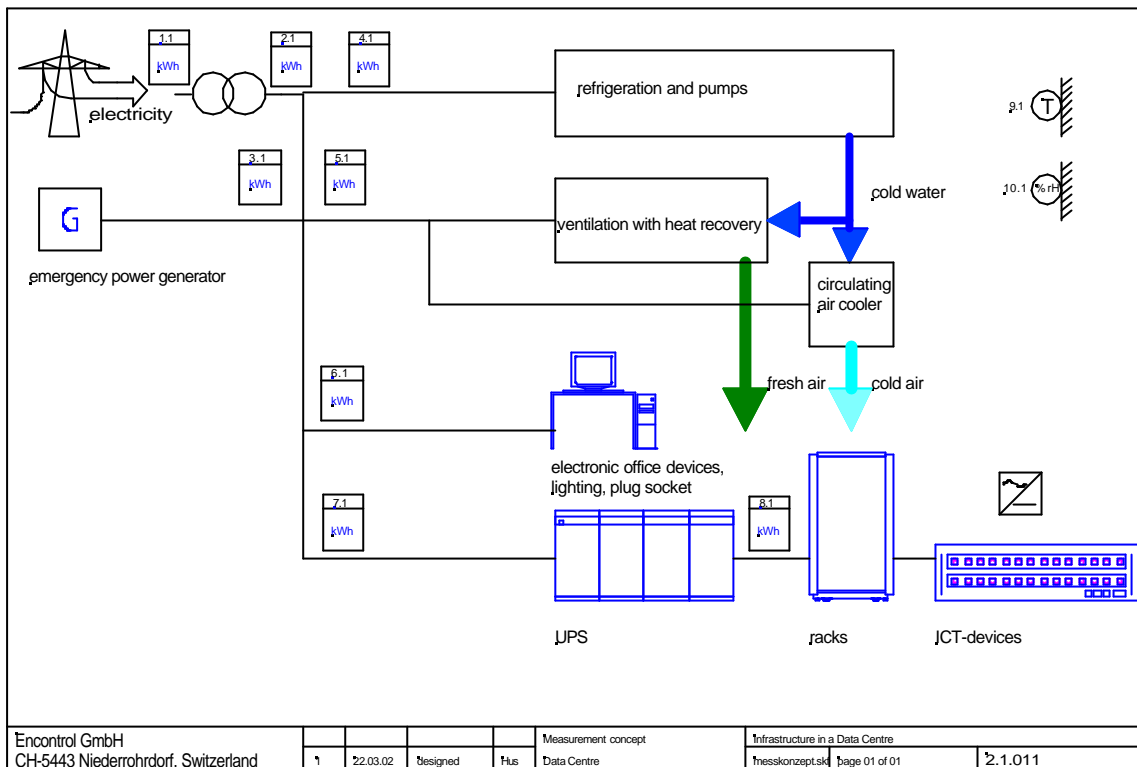 1.1
kWh
2.1
kWh
4.1
kWh
electricity
refrigeration and pumps
9.1 T
3.1
kWh
5.1
kWh
10.1 % rH
cold water
G
ventilation with heat recovery
emergency power generator
circulating
air cooler
6.1
kWh
fresh air
cold air
electronic office devices,
lighting, plug socket
7.1
kWh
8.1
kWh
UPS
racks
ICT-devices
Encontrol GmbH
CH-5443 Niederrohrdorf, Switzerland
1
22.03.02
designed
Hus
Measurement concept
Data Centre
Infrastructure in a Data Centre
messkonzept.skf
page 01 of 01
2.1.011